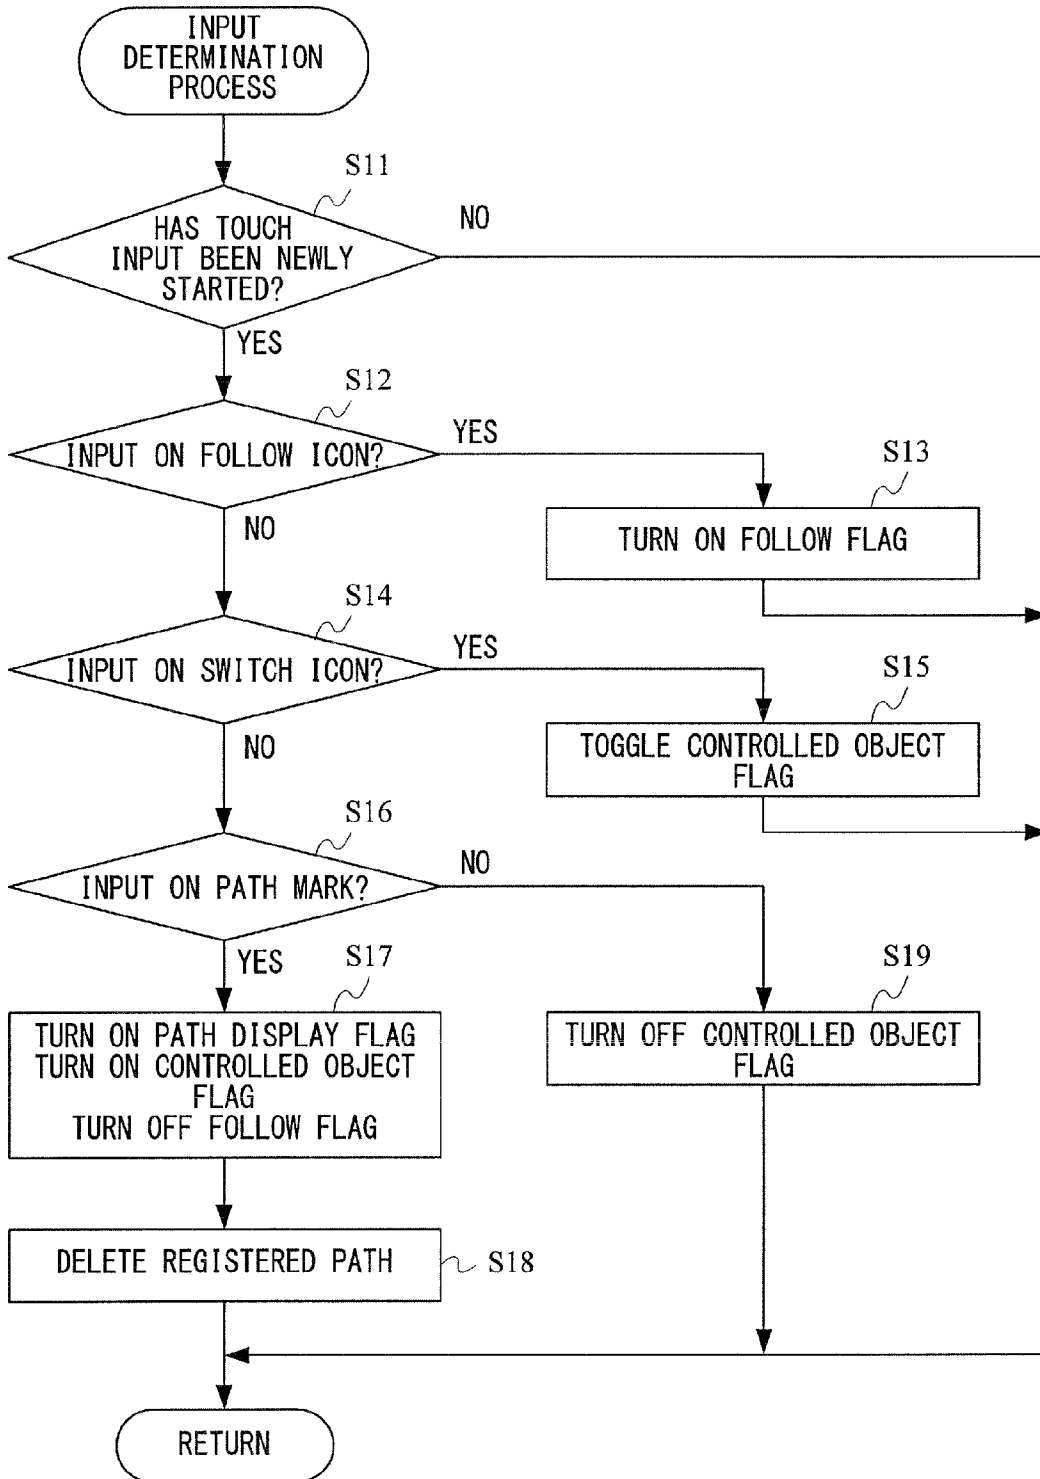 INPUT
DETERMINATION
PROCESS
S11
HAS TOUCH
INPUT BEEN NEWLY
STARTED?
NO
YES
S12
INPUT ON FOLLOW ICON?
YES
NO
S13
TURN ON FOLLOW FLAG
S14
INPUT ON SWITCH ICON?
YES
NO
S15
TOGGLE CONTROLLED OBJECT
FLAG
S16
INPUT ON PATH MARK?
NO
YES
S17
TURN ON PATH DISPLAY FLAG
TURN ON CONTROLLED OBJECT
FLAG
TURN OFF FOLLOW FLAG
S19
TURN OFF CONTROLLED OBJECT
FLAG
DELETE REGISTERED PATH
S18
RETURN